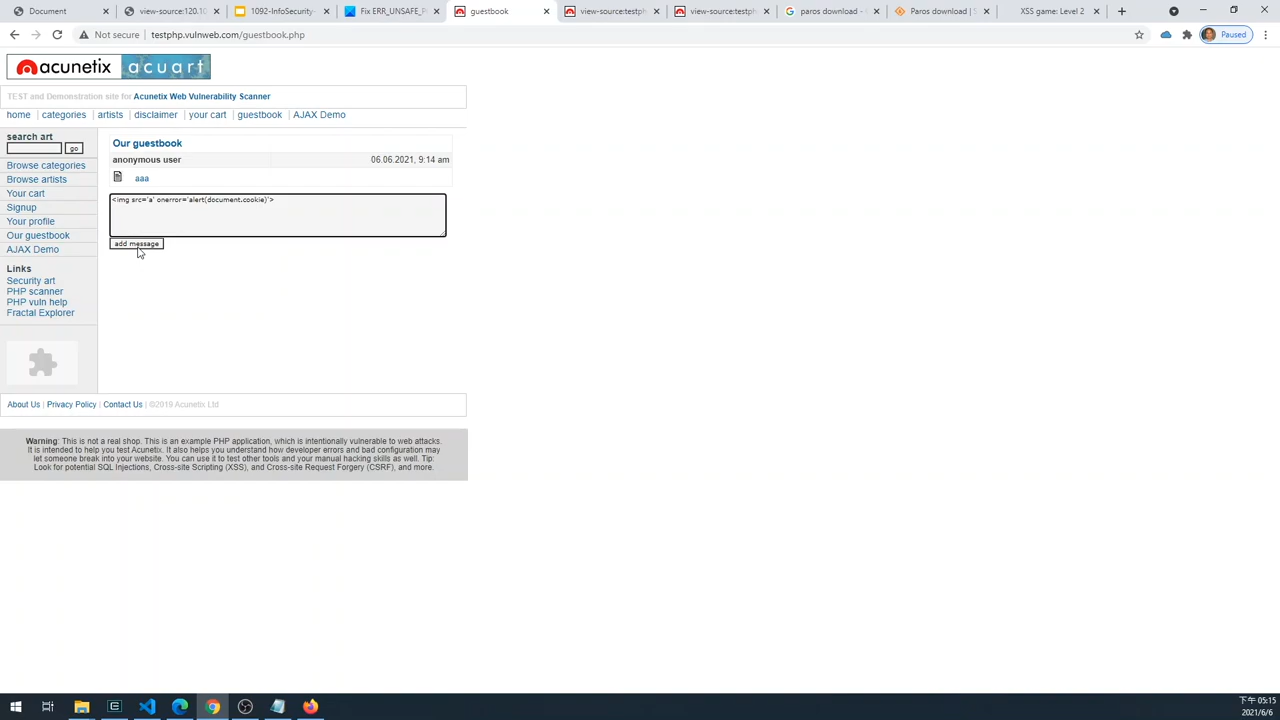 Document
view-source:120.10
1092-InfoSecurity-
Fix ERR_UNSAFE_P
guestbook
view-source:testph
view-source:testph
paros download -
Paros download | S
XSS game: Level 2
Not secure | testphp.vulnweb.com/guestbook.php
Paused
acunetix acuart
TEST and Demonstration site for Acunetix Web Vulnerability Scanner
home | categories | artists | disclaimer | your cart | guestbook | AJAX Demo
search art
go
Browse categories
Browse artists
Your cart
Signup
Your profile
Our guestbook
AJAX Demo
Links
Security art
PHP scanner
PHP vuln help
Fractal Explorer
Our guestbook
anonymous user 06.06.2021, 9:14 am
aaa
<img src='a' onerror='alert(document.cookie)'>
add message
About Us | Privacy Policy | Contact Us | ©2019 Acunetix Ltd
Warning: This is not a real shop. This is an example PHP application, which is intentionally vulnerable to web attacks.
It is intended to help you test Acunetix. It also helps you understand how developer errors and bad configuration may
let someone break into your website. You can use it to test other tools and your manual hacking skills as well. Tip:
Look for potential SQL Injections, Cross-site Scripting (XSS), and Cross-site Request Forgery (CSRF), and more.
下午 05:15
2021/6/6